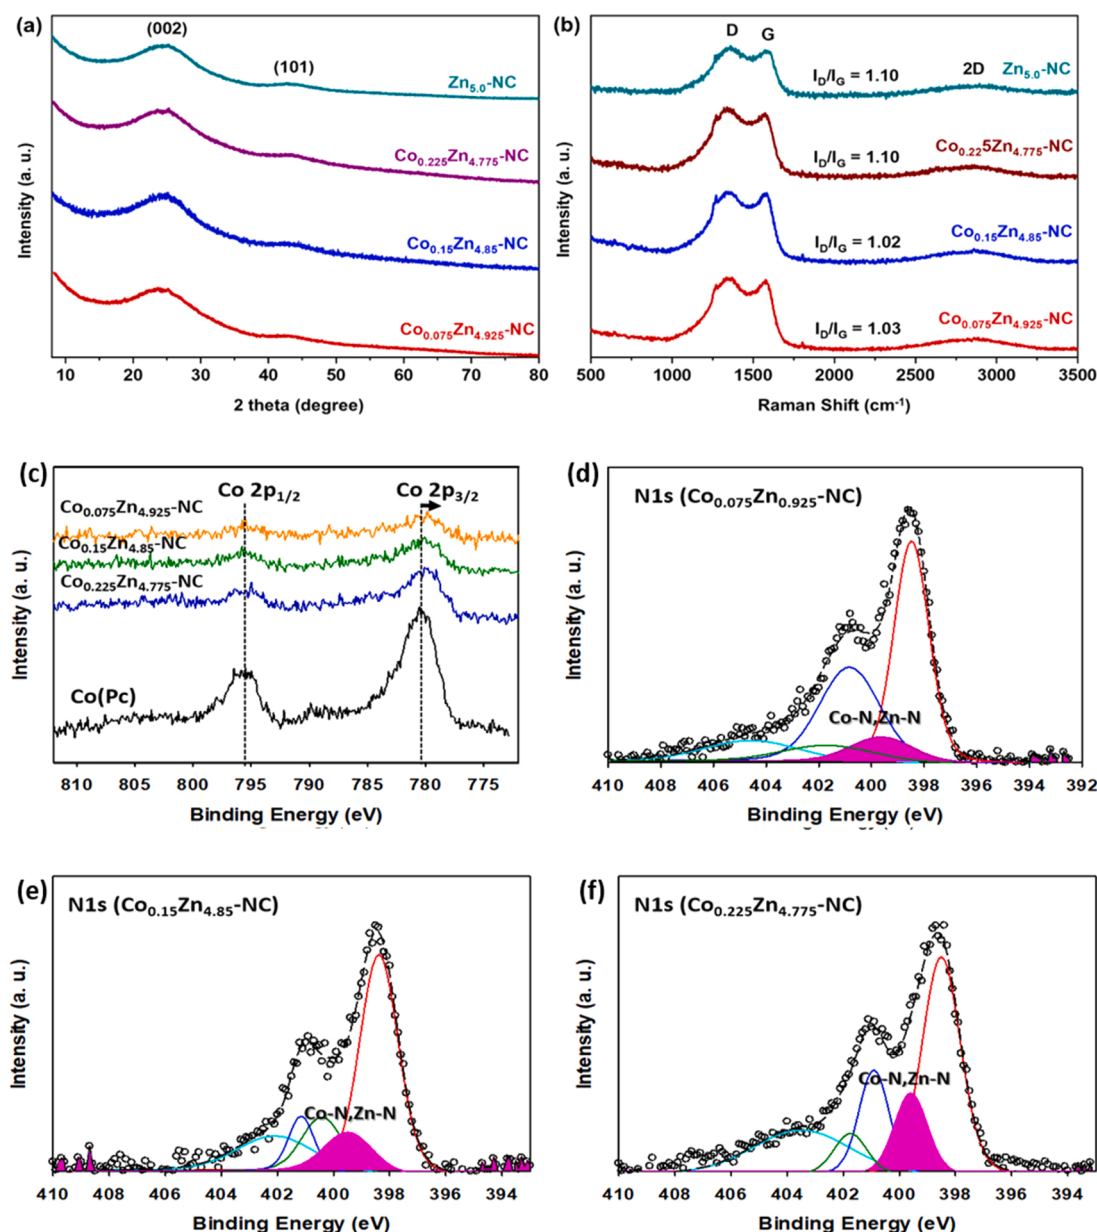 (a)
(002)
(101)
Zn5.0-NC
Co0.225Zn4.775-NC
Co0.15Zn4.85-NC
Co0.075Zn4.925-NC
Intensity (a. u.)
10 20 30 40 50 60 70 80
2 theta (degree)
(b)
D G
2D
ID/IG = 1.10
Zn5.0-NC
ID/IG = 1.10
Co0.225Zn4.775-NC
ID/IG = 1.02
Co0.15Zn4.85-NC
ID/IG = 1.03
Co0.075Zn4.925-NC
Intensity (a. u.)
500 1000 1500 2000 2500 3000 3500
Raman Shift (cm-1)
(c)
Co 2p1/2 Co 2p3/2
Co0.075Zn4.925-NC
Co0.15Zn4.85-NC
Co0.225Zn4.775-NC
Co(Pc)
Intensity (a. u.)
810 805 800 795 790 785 780 775
Binding Energy (eV)
(d)
N1s (Co0.075Zn0.925-NC)
Co-N,Zn-N
Intensity (a. u.)
410 408 406 404 402 400 398 396 394 392
Binding Energy (eV)
(e)
N1s (Co0.15Zn4.85-NC)
Co-N,Zn-N
Intensity (a. u.)
410 408 406 404 402 400 398 396 394
Binding Energy (eV)
(f)
N1s (Co0.225Zn4.775-NC)
Co-N,Zn-N
Intensity (a. u.)
410 408 406 404 402 400 398 396 394
Binding Energy (eV)